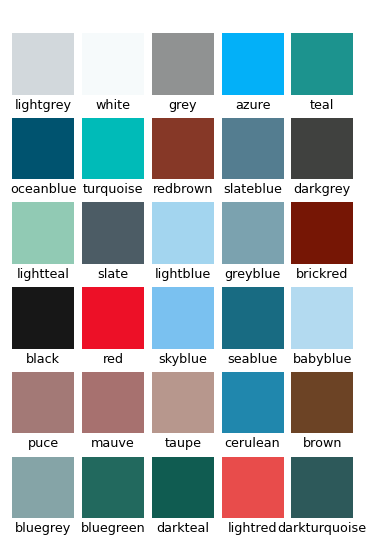 lightgrey white grey azure teal
oceanblue turquoise redbrown slateblue darkgrey
lightteal slate lightblue greyblue brickred
black red skyblue seablue babyblue
puce mauve taupe cerulean brown
bluegrey bluegreen darkteal lightred darkturquoise